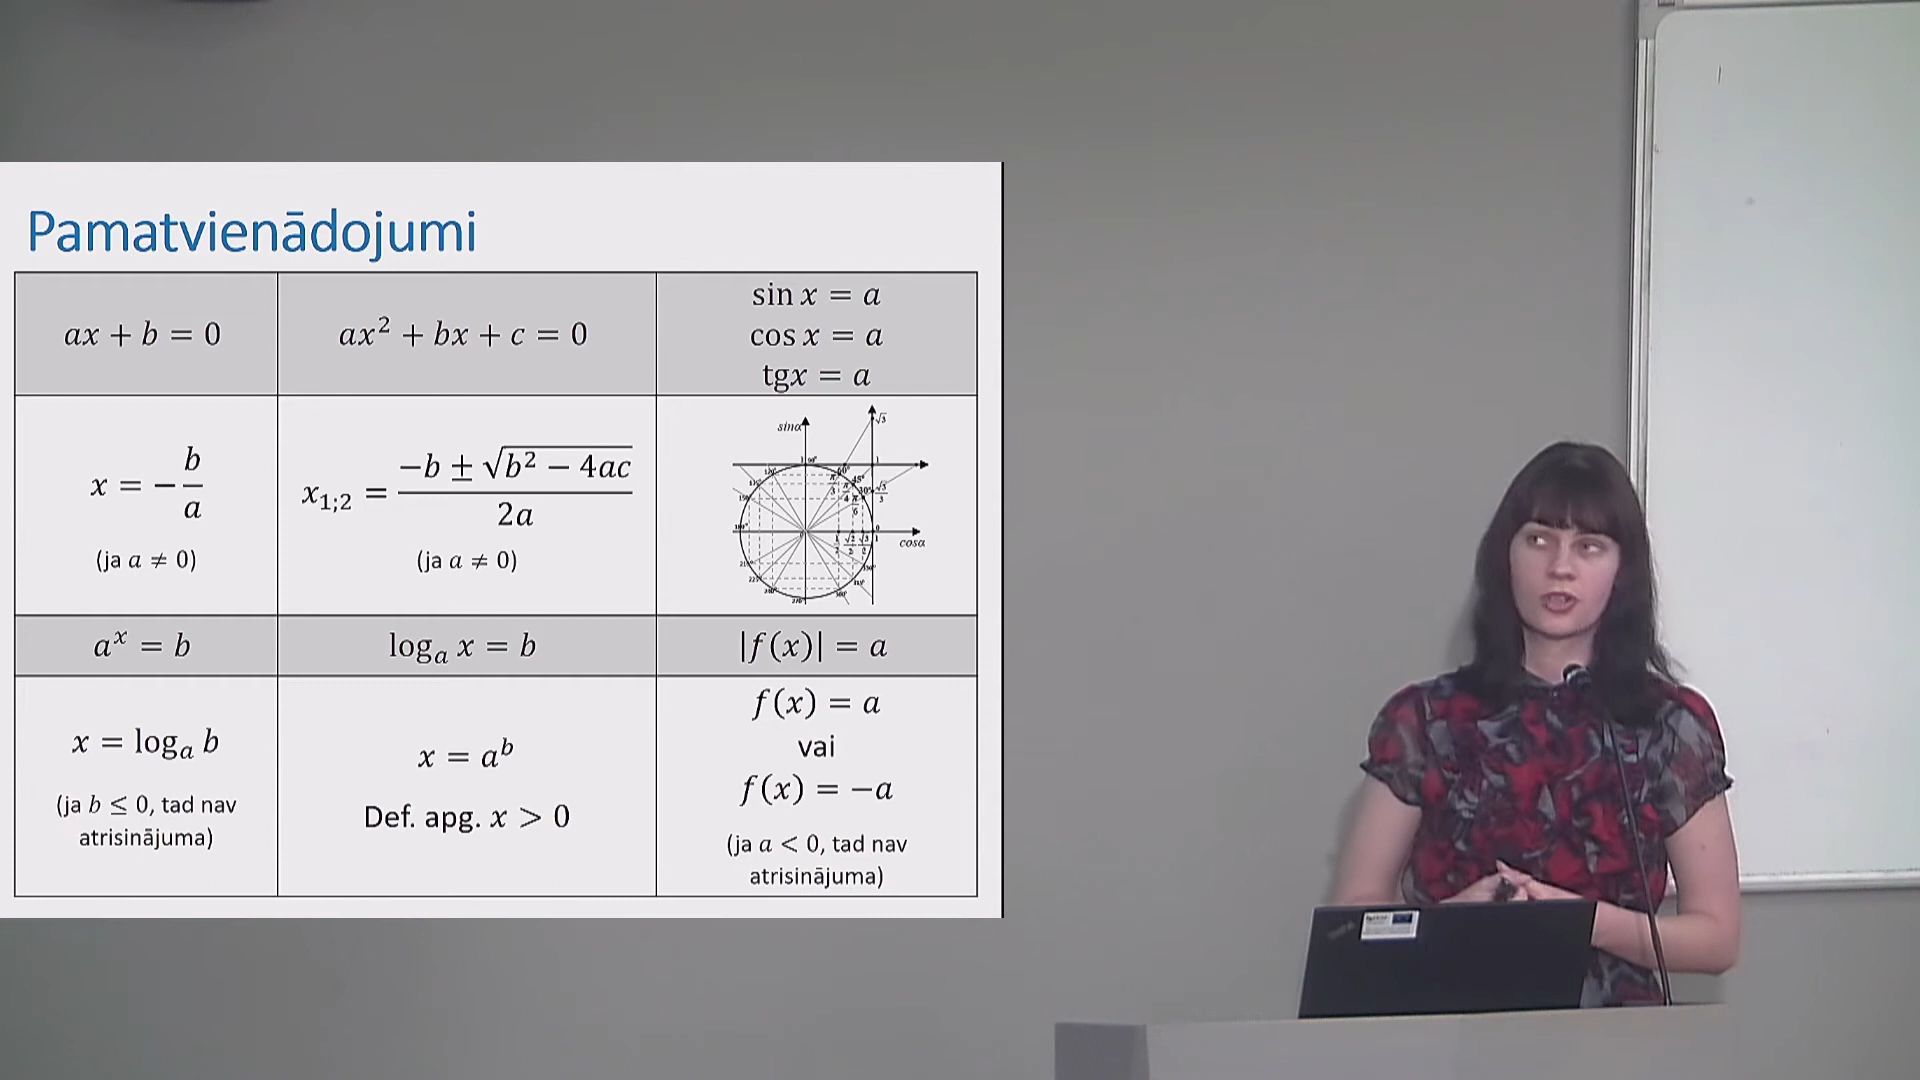 Pamatvienādojumi
ax + b = 0
ax² + bx + c = 0
sin x = a
cos x = a
tgx = a
x = −b/a
(ja a ≠ 0)
x₁;₂ = (−b ± √(b² − 4ac))/2a
(ja a ≠ 0)
sinα
cosα
aˣ = b
logₐ x = b
|f(x)| = a
x = logₐ b
(ja b ≤ 0, tad nav
atrisinājuma)
x = aᵇ
Def. apg. x > 0
f(x) = a
vai
f(x) = −a
(ja a < 0, tad nav
atrisinājuma)